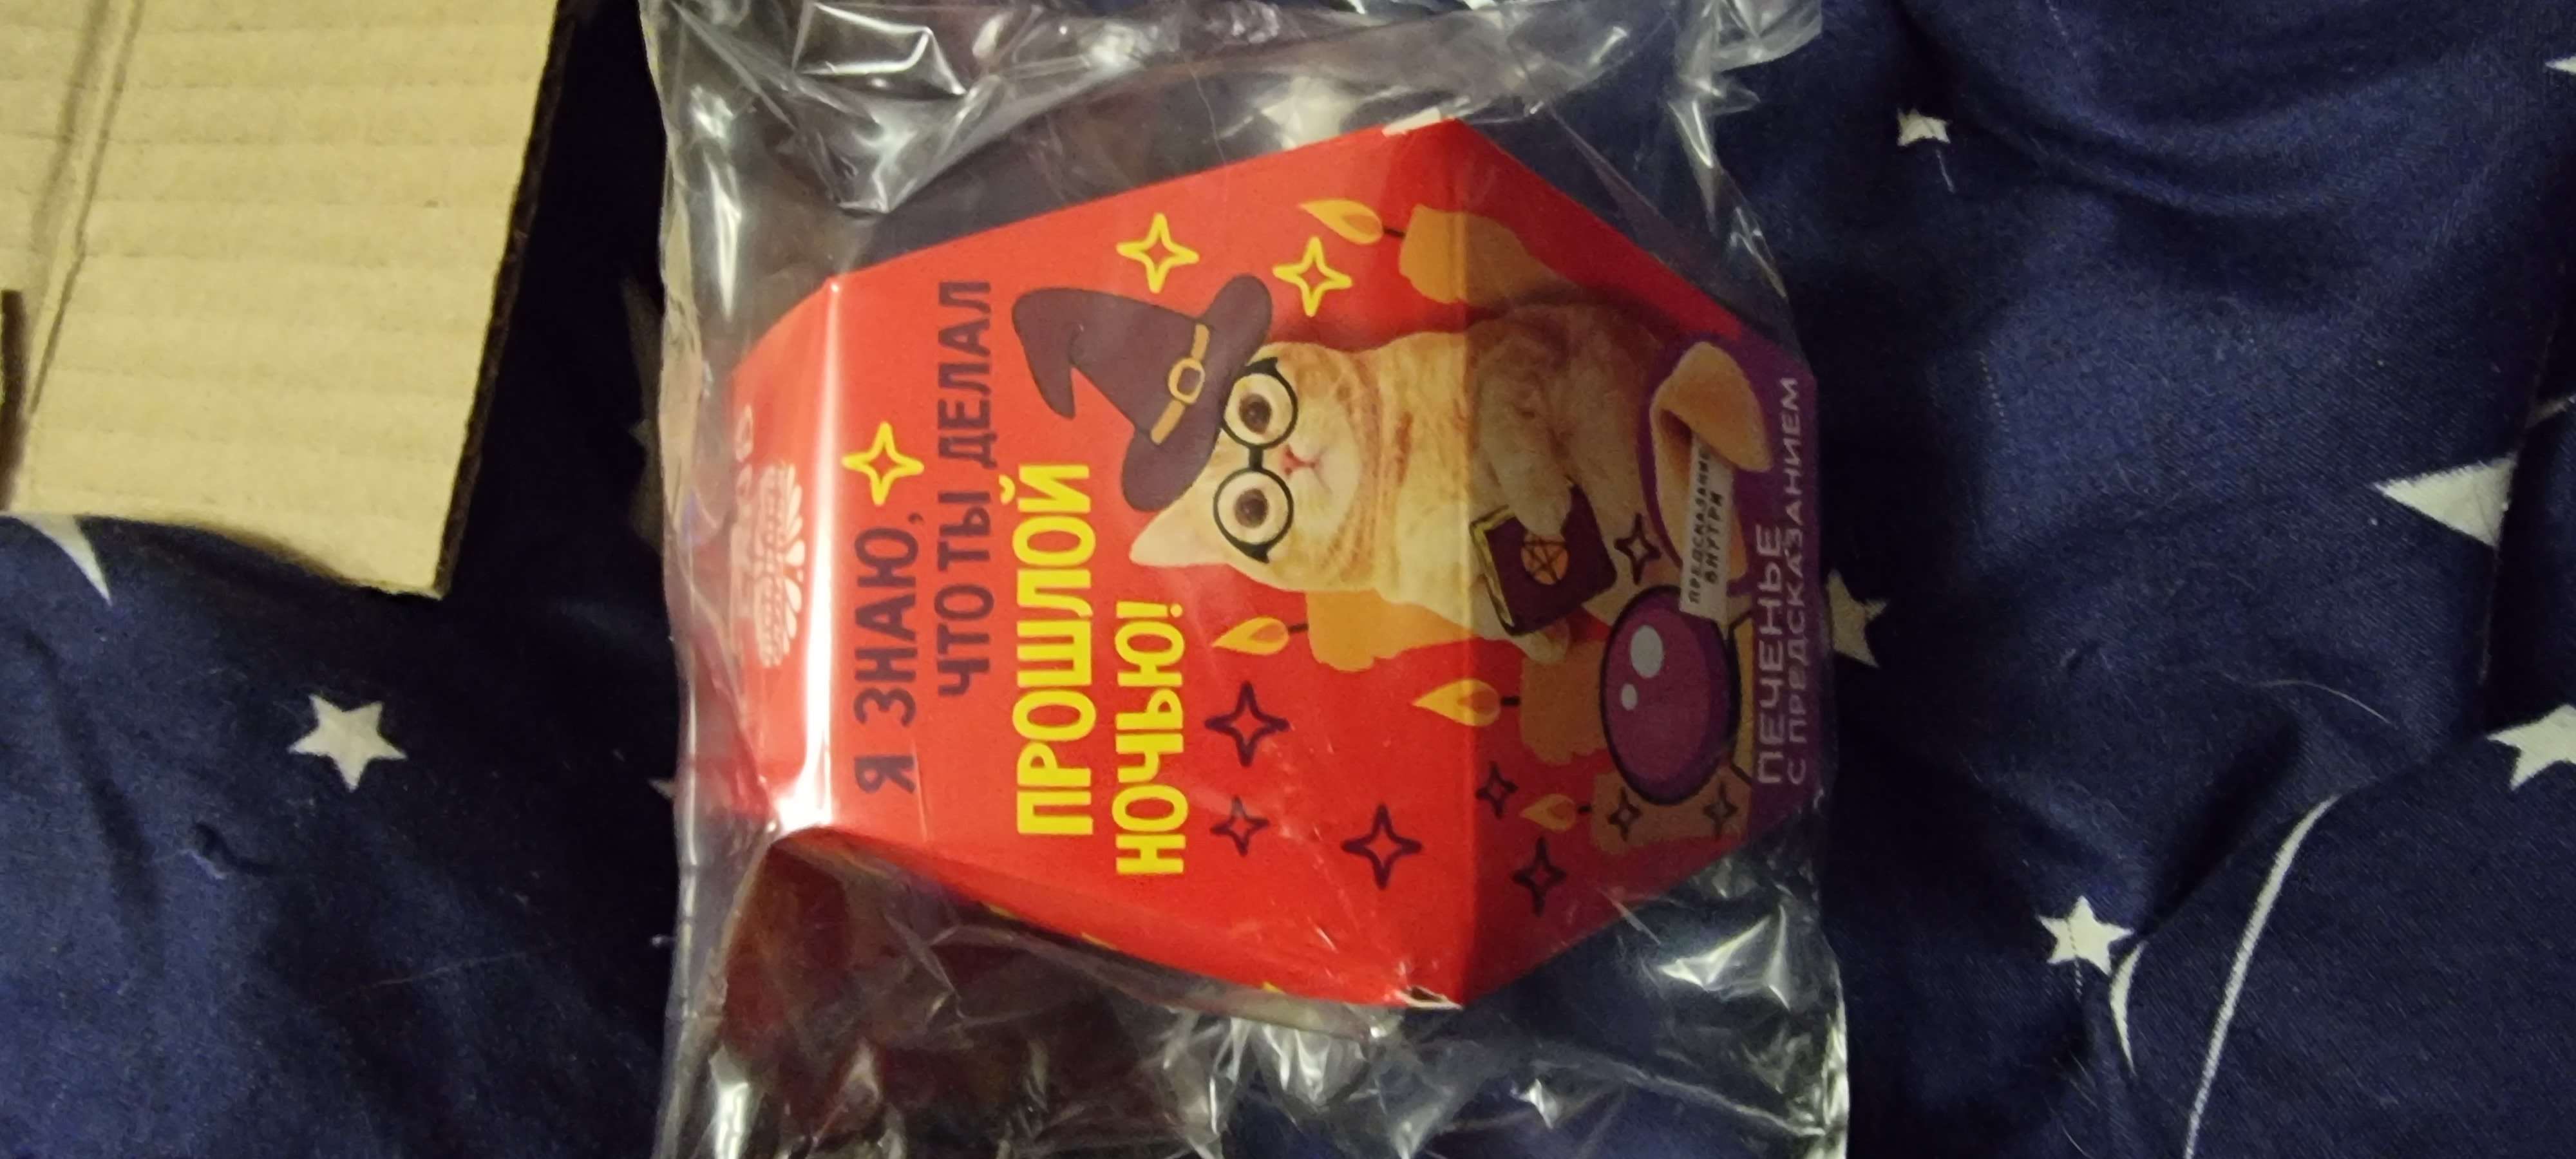 Я ЗНАЮ,
ЧТО ТЫ ДЕЛАЛ
ПРОШЛОЙ
НОЧЬЮ!
ПРЕДСКАЗАНИЕ
ВНУТРИ
ПЕЧЕНЬЕ
С ПРЕДСКАЗАНИЕМ